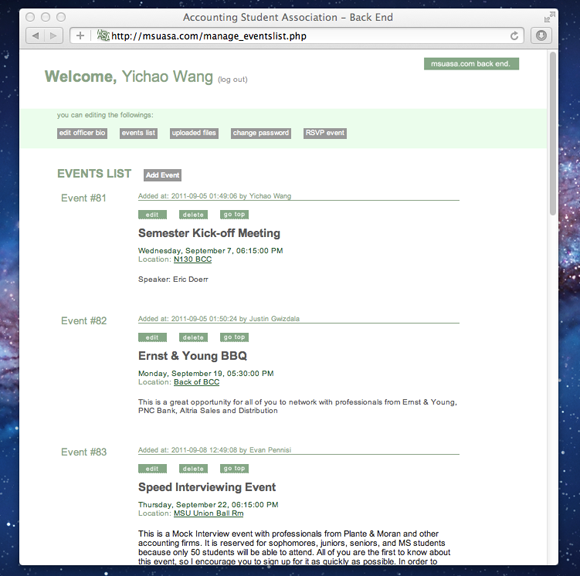 Accounting Student Association – Back End
http://msuasa.com/manage_eventslist.php
msuasa.com back end.
Welcome, Yichao Wang (log out)
you can editing the followings:
edit officer bio events list uploaded files change password RSVP event
EVENTS LIST Add Event
Event #81
Added at: 2011-09-05 01:49:06 by Yichao Wang
edit delete go top
Semester Kick-off Meeting
Wednesday, September 7, 06:15:00 PM
Location: N130 BCC
Speaker: Eric Doerr
Event #82
Added at: 2011-09-05 01:50:24 by Justin Gwizdala
edit delete go top
Ernst & Young BBQ
Monday, September 19, 05:30:00 PM
Location: Back of BCC
This is a great opportunity for all of you to network with professionals from Ernst & Young,
PNC Bank, Altria Sales and Distribution
Event #83
Added at: 2011-09-08 12:49:08 by Evan Pennisi
edit delete go top
Speed Interviewing Event
Thursday, September 22, 06:15:00 PM
Location: MSU Union Ball Rm
This is a Mock Interview event with professionals from Plante & Moran and other
accounting firms. It is reserved for sophomores, juniors, seniors, and MS students
because only 50 students will be able to attend. All of you are the first to know about
this event, so I encourage you to sign up for it as quickly as possible. In order to